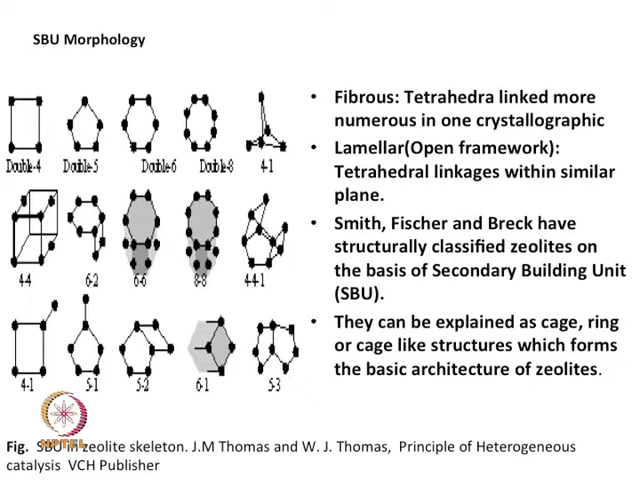 SBU Morphology
Double-4 Double-5 Double-6 Double-8 4-1
4-4 6-2 6-6 8-8 4-4-1
4-1 5-1 5-2 6-1 5-3
• Fibrous: Tetrahedra linked more
numerous in one crystallographic
• Lamellar(Open framework):
Tetrahedral linkages within similar
plane.
• Smith, Fischer and Breck have
structurally classified zeolites on
the basis of Secondary Building Unit
(SBU).
• They can be explained as cage, ring
or cage like structures which forms
the basic architecture of zeolites.
NPTEL
Fig. SBU in zeolite skeleton. J.M Thomas and W. J. Thomas, Principle of Heterogeneous
catalysis VCH Publisher